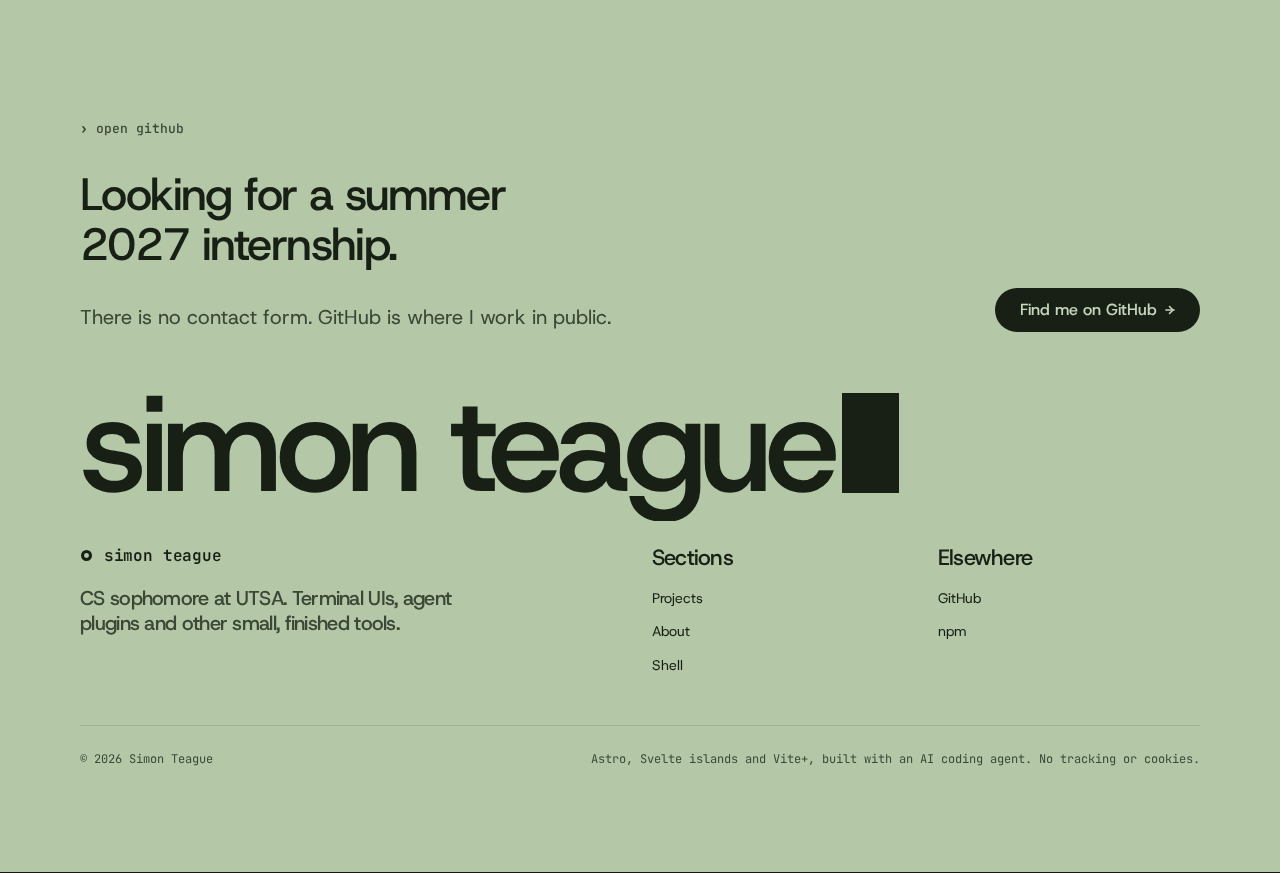 › open github
Looking for a summer
2027 internship.
There is no contact form. GitHub is where I work in public.
Find me on GitHub →
simon teague
simon teague
CS sophomore at UTSA. Terminal UIs, agent
plugins and other small, finished tools.
Sections
Projects
About
Shell
Elsewhere
GitHub
npm
© 2026 Simon Teague
Astro, Svelte islands and Vite+, built with an AI coding agent. No tracking or cookies.